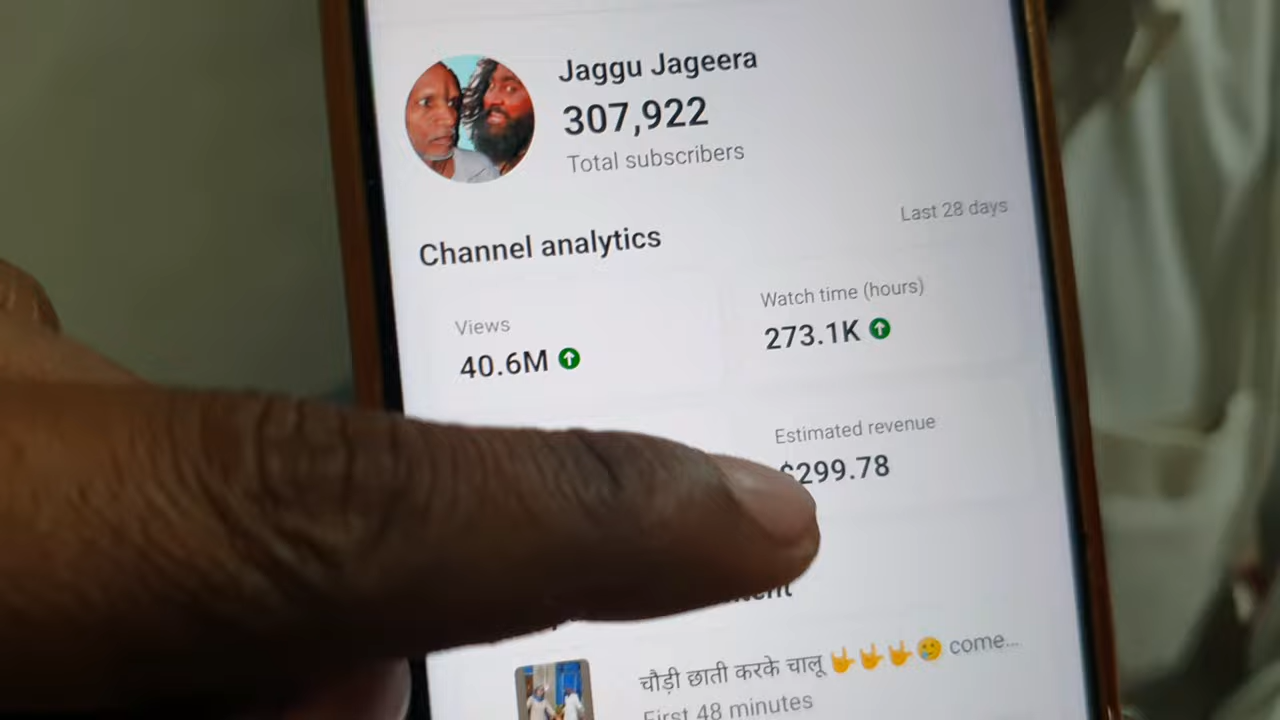 Jaggu Jageera
307,922
Total subscribers
Channel analytics
Last 28 days
Views
40.6M
Watch time (hours)
273.1K
Estimated revenue
$299.78
चौड़ी छाती करके चालू 🤟🤟🤟🥲 come...
First 48 minutes